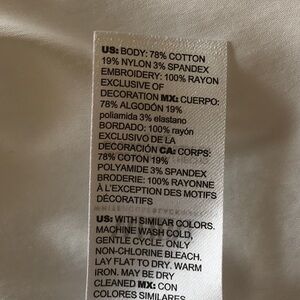 US: BODY: 78% COTTON
19% NYLON 3% SPANDEX
EMBROIDERY: 100% RAYON
EXCLUSIVE OF
DECORATION MX: CUERPO:
78% ALGODÓN 19%
poliamida 3% elastano
BORDADO: 100% rayón
EXCLUSIVO DE LA
DECORACIÓN CA: CORPS:
78% COTON 19%
POLYAMIDE 3% SPANDEX
BRODERIE: 100% RAYONNE
À L'EXCEPTION DES MOTIFS
DÉCORATIFS
US: WITH SIMILAR COLORS.
MACHINE WASH COLD,
GENTLE CYCLE. ONLY
NON-CHLORINE BLEACH.
LAY FLAT TO DRY. WARM
IRON. MAY BE DRY
CLEANED MX: CON
COLORES SIMILARES